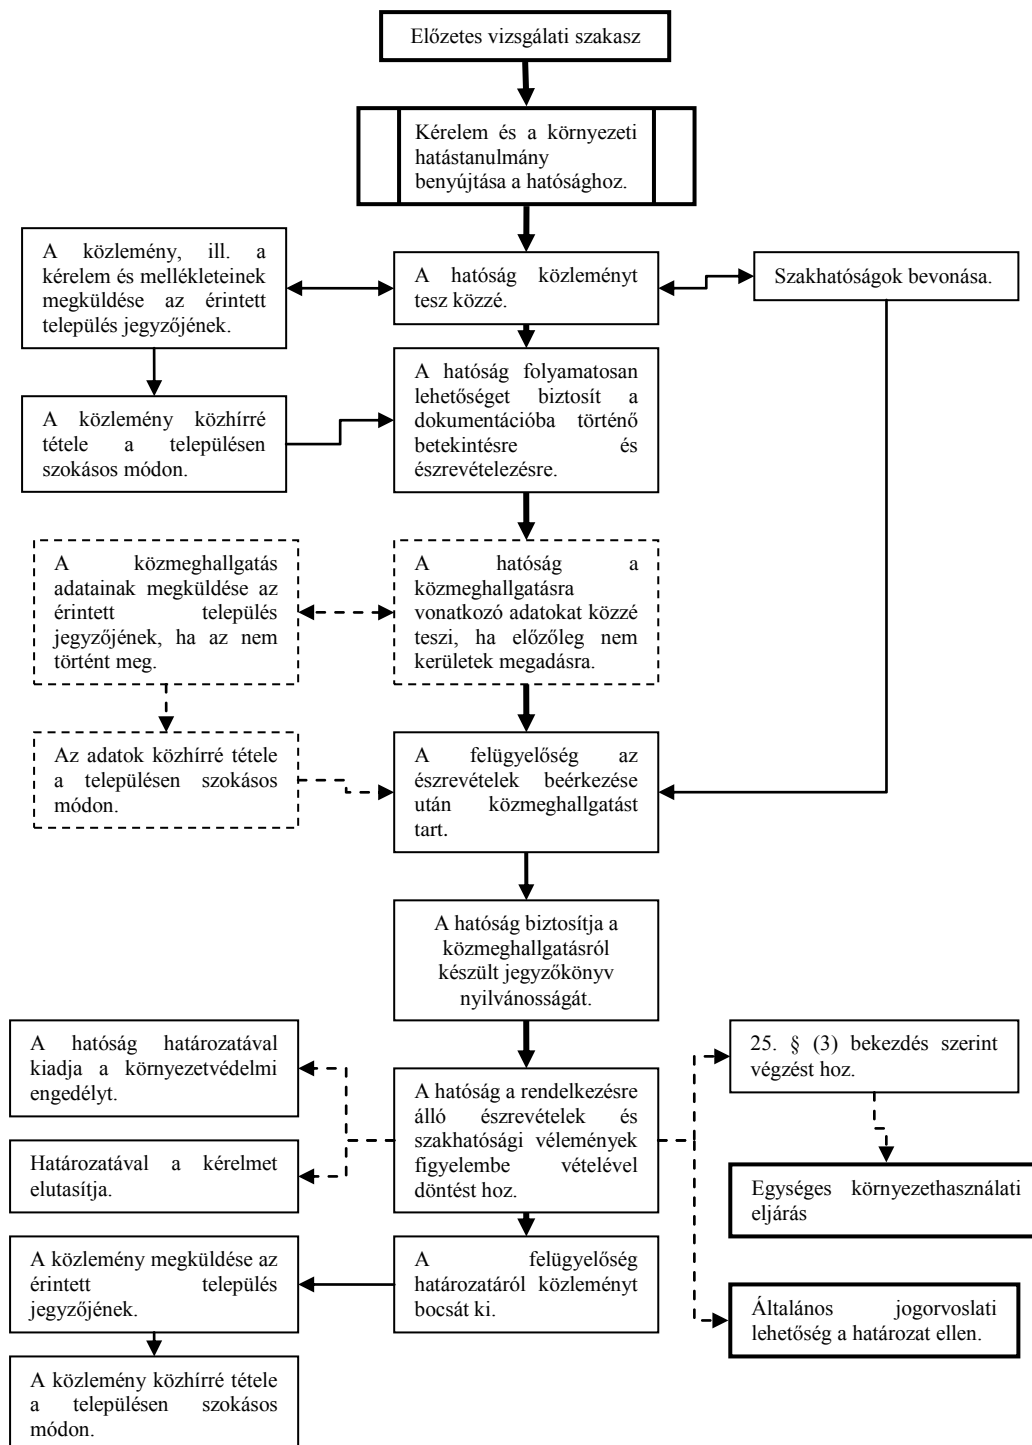 Előzetes vizsgálati szakasz
Kérelem és a környezeti
hatástanulmány
benyújtása a hatósághoz.
A közlemény, ill. a
kérelem és mellékleteinek
megküldése az érintett
település jegyzőjének.
A hatóság közleményt
tesz közzé.
Szakhatóságok bevonása.
A közlemény közhírré
tétele a településen
szokásos módon.
A hatóság folyamatosan
lehetőséget biztosít a
dokumentációba történő
betekintésre és
észrevételezésre.
A közmeghallgatás
adatainak megküldése az
érintett település
jegyzőjének, ha az nem
történt meg.
A hatóság a
közmeghallgatásra
vonatkozó adatokat közzé
teszi, ha előzőleg nem
kerületek megadásra.
Az adatok közhírré tétele
a településen szokásos
módon.
A felügyelőség az
észrevételek beérkezése
után közmeghallgatást
tart.
A hatóság biztosítja a
közmeghallgatásról
készült jegyzőkönyv
nyilvánosságát.
A hatóság határozatával
kiadja a környezetvédelmi
engedélyt.
Határozatával a kérelmet
elutasítja.
A hatóság a rendelkezésre
álló észrevételek és
szakhatósági vélemények
figyelembe vételével
döntést hoz.
25. § (3) bekezdés szerint
végzést hoz.
Egységes környezethasználati
eljárás
A közlemény megküldése az
érintett település
jegyzőjének.
A felügyelőség
határozatáról közleményt
bocsát ki.
Általános jogorvoslati
lehetőség a határozat ellen.
A közlemény közhírré tétele
a településen szokásos
módon.